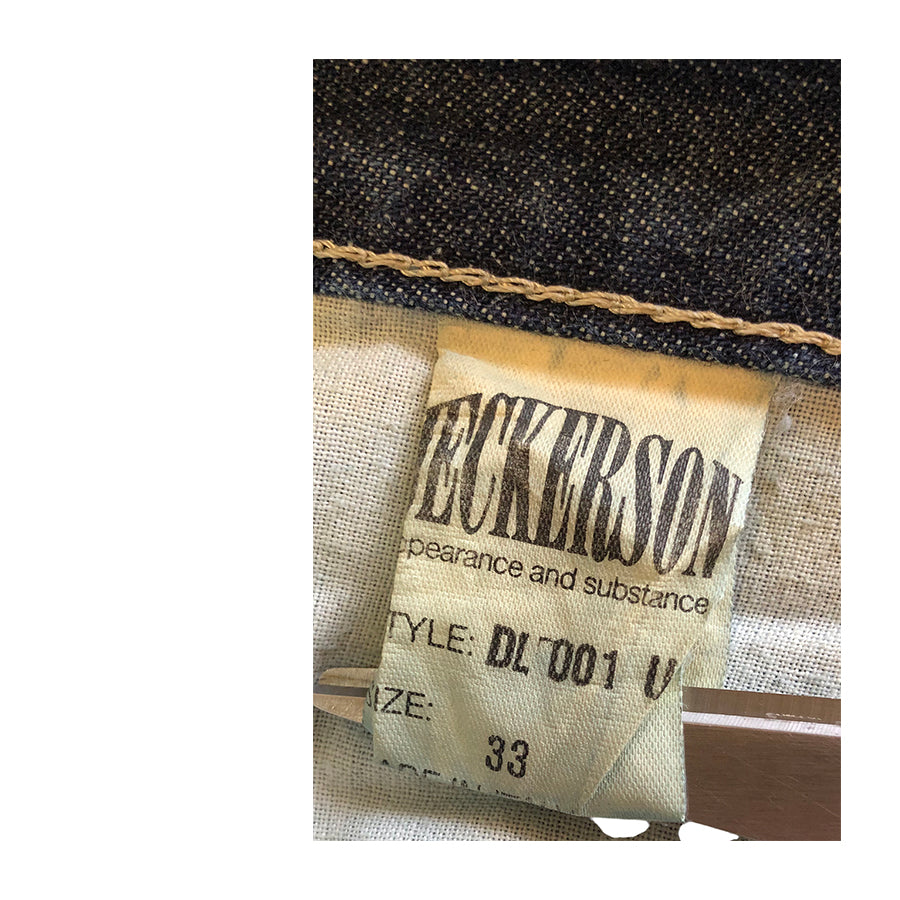 ECKERSON
pearance and substance
TYLE: DL 001 U
IZE:
33